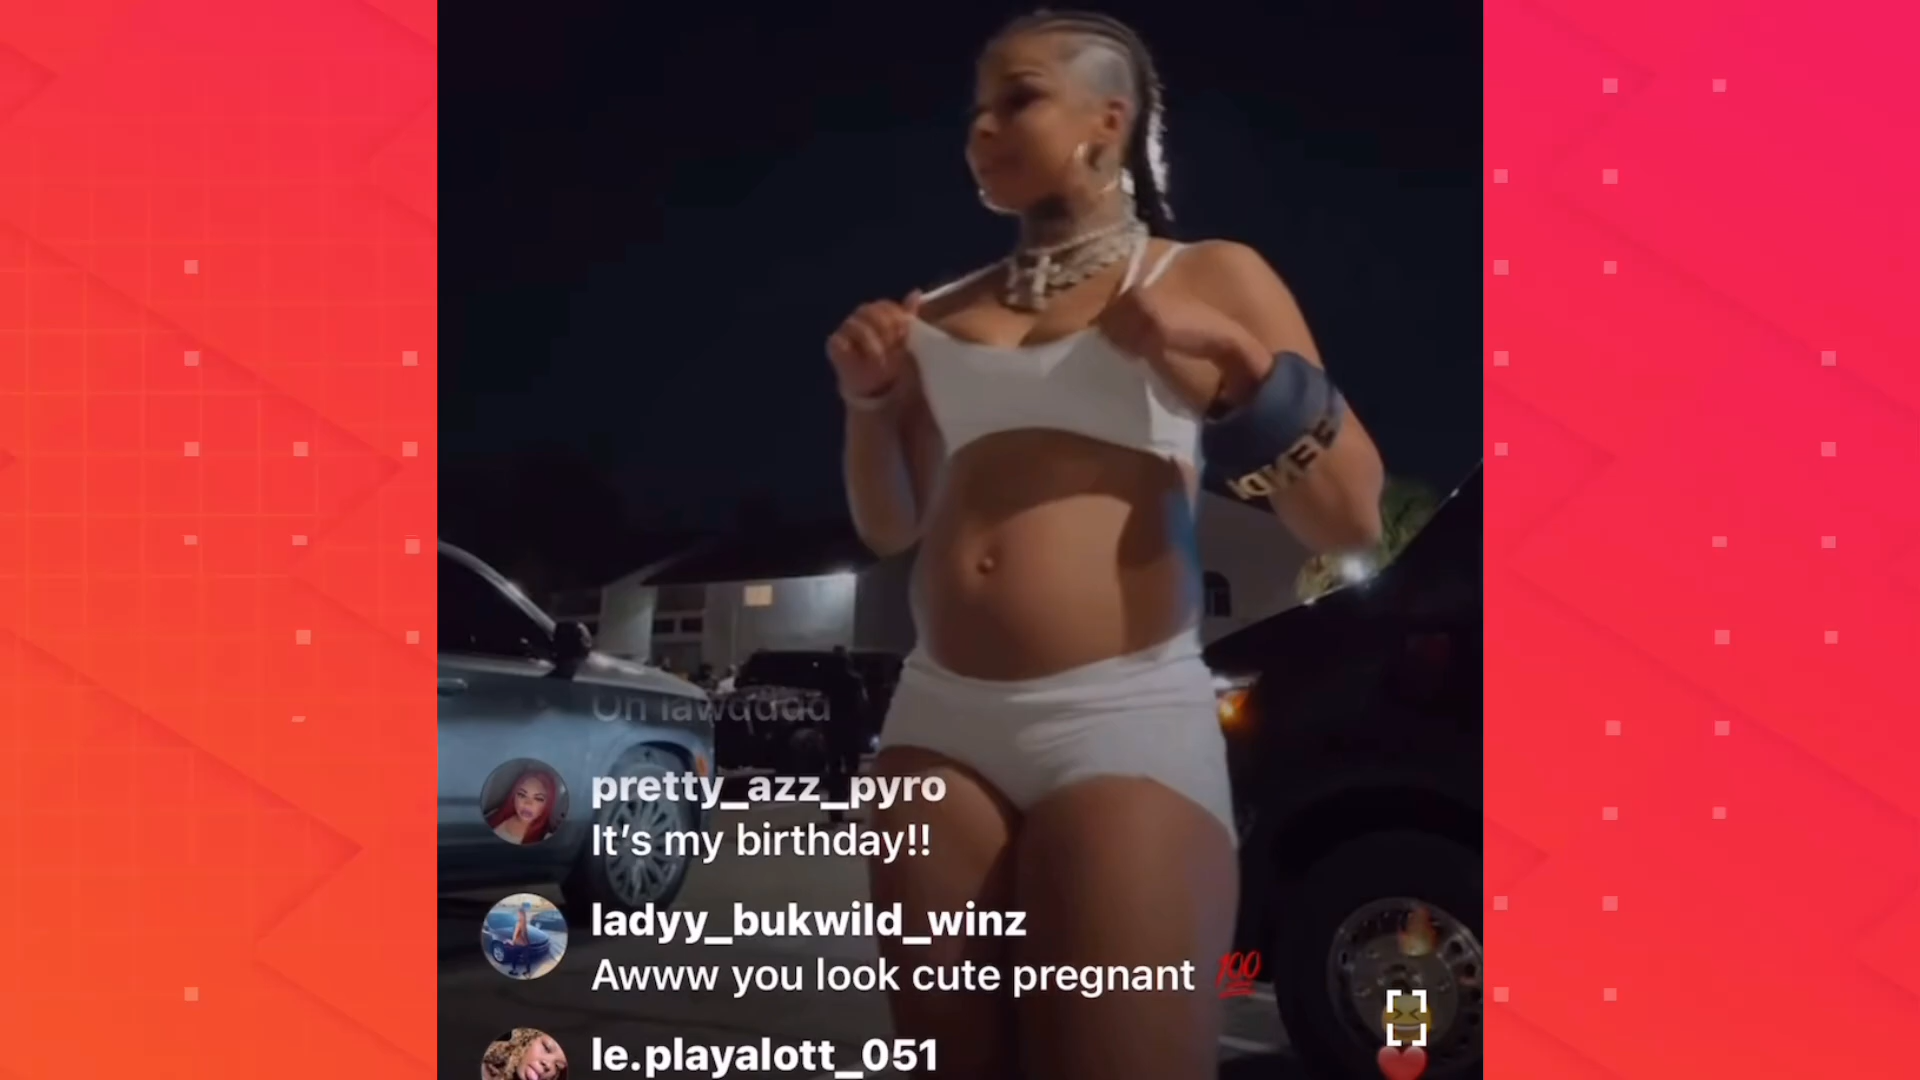 Oh lawdddd
pretty_azz_pyro
It’s my birthday!!
ladyy_bukwild_winz
Awww you look cute pregnant 💯
le.playalott_051